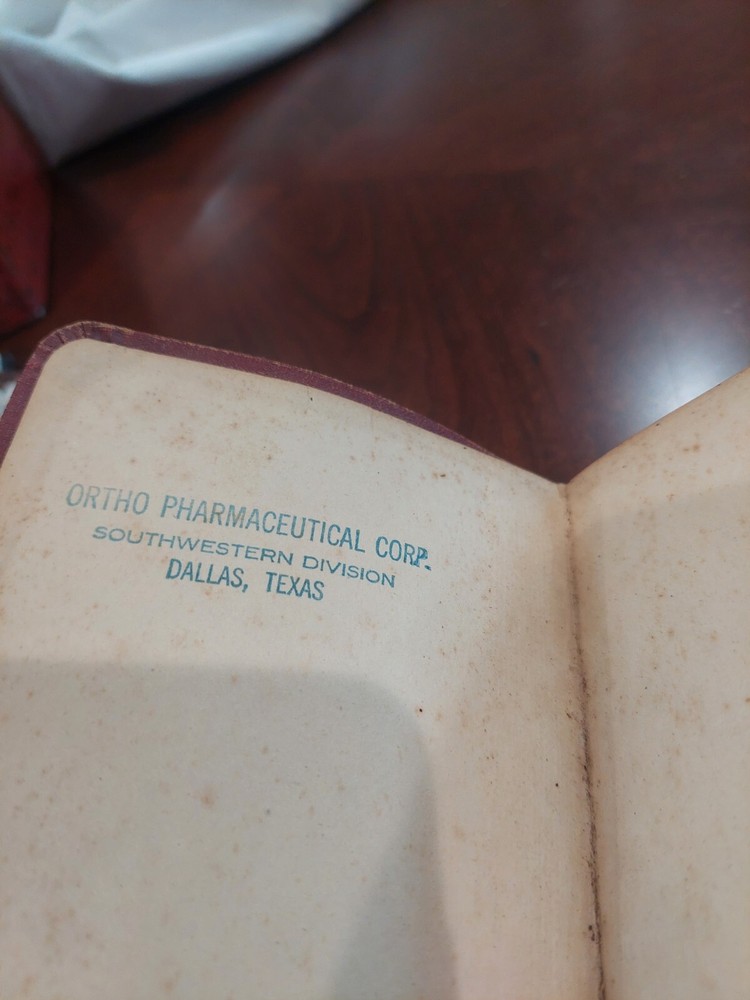 ORTHO PHARMACEUTICAL CORP.
SOUTHWESTERN DIVISION
DALLAS, TEXAS